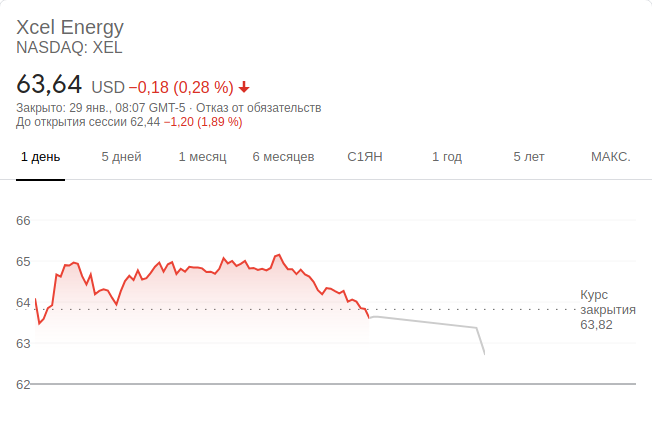 Xcel Energy
NASDAQ: XEL
63,64 USD −0,18 (0,28 %)
Закрыто: 29 янв., 08:07 GMT-5 · Отказ от обязательств
До открытия сессии 62,44 −1,20 (1,89 %)
1 день 5 дней 1 месяц 6 месяцев С1ЯН 1 год 5 лет МАКС.
66
65
64
63
62
Курс
закрытия
63,82